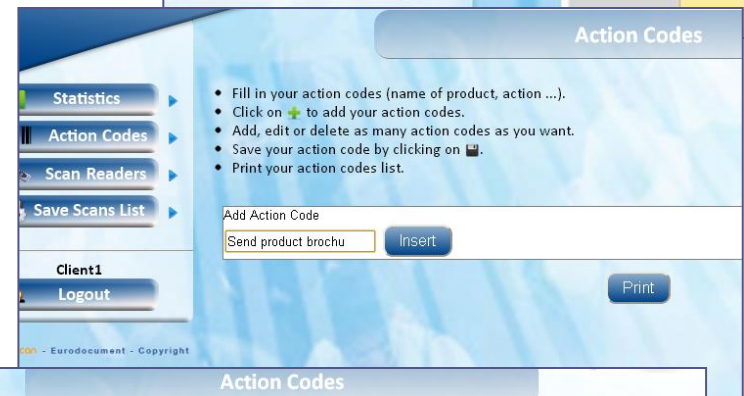 Action Codes
Statistics
Action Codes
Scan Readers
Save Scans List
Client1
Logout
- Eurodocument - Copyright
• Fill in your action codes (name of product, action ...).
• Click on to add your action codes.
• Add, edit or delete as many action codes as you want.
• Save your action code by clicking on .
• Print your action codes list.
Add Action Code
Send product brochu Insert
Print
Action Codes